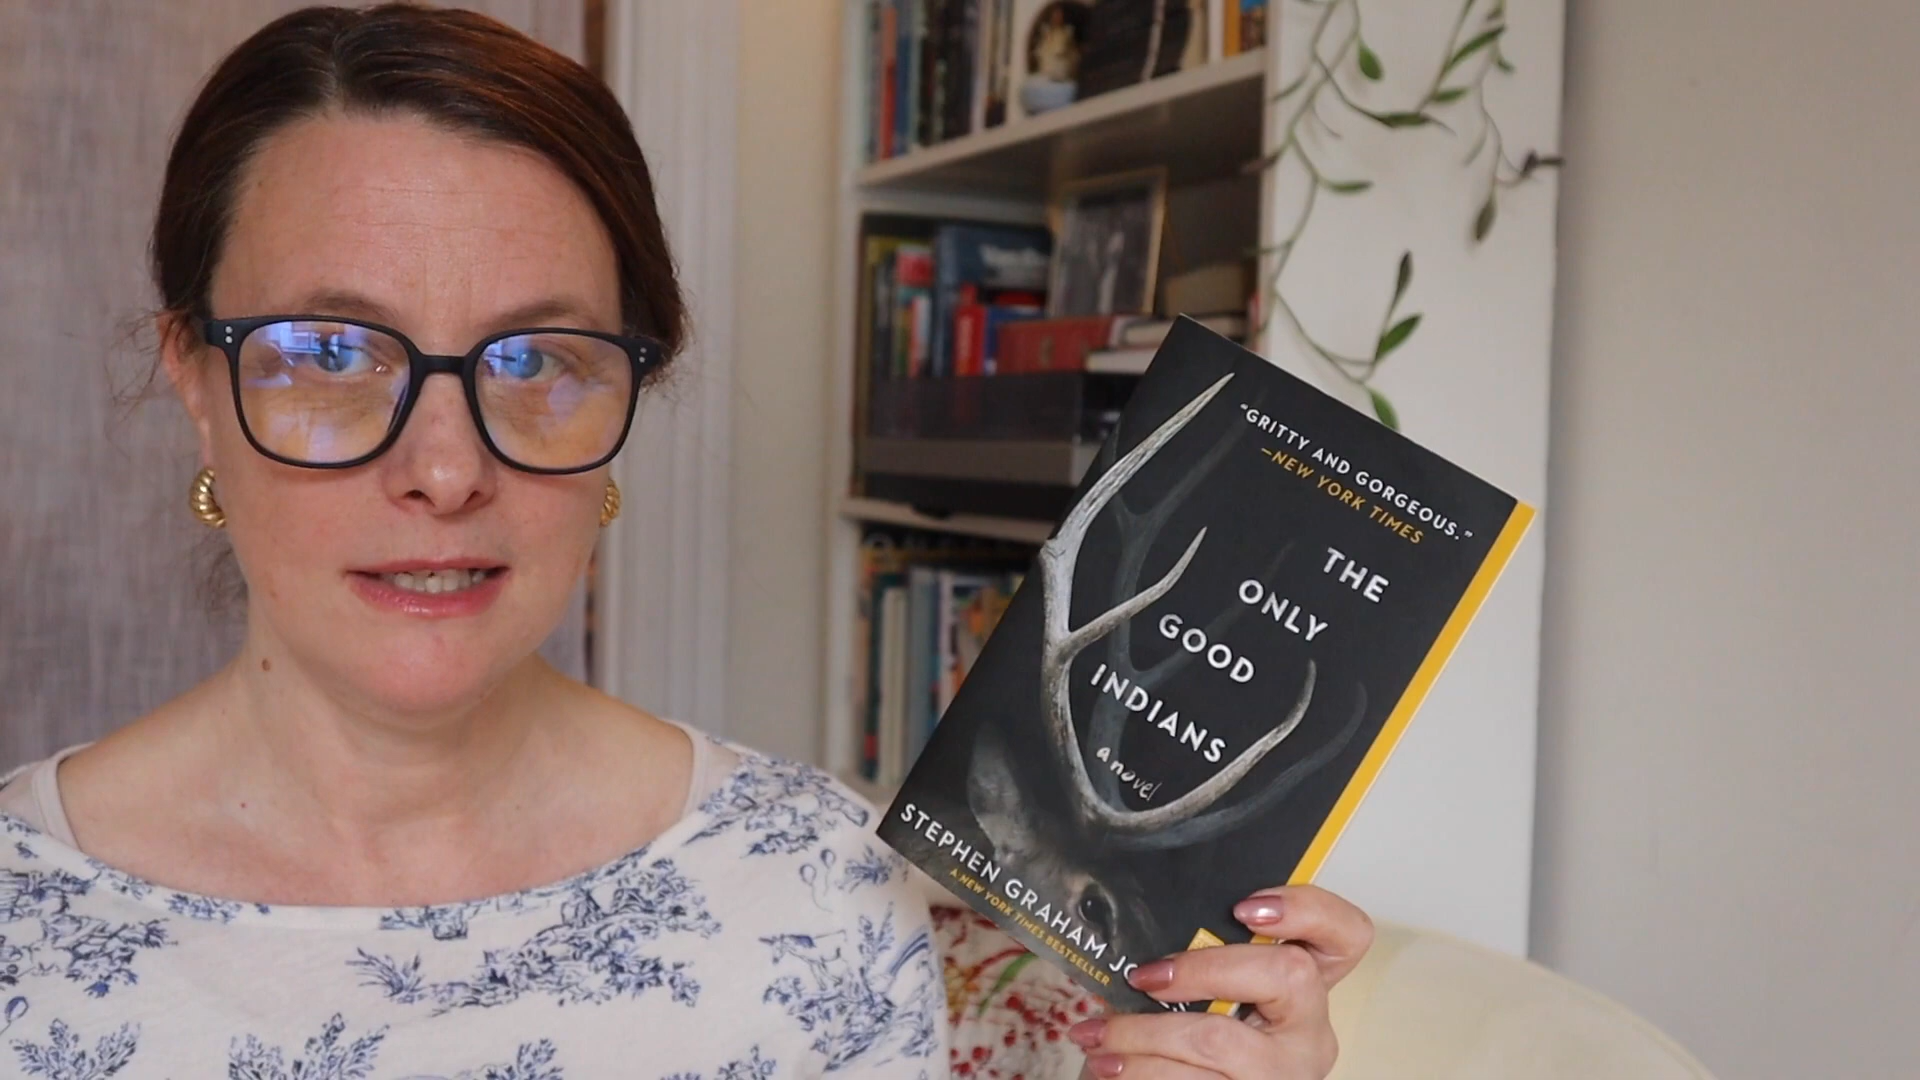 "GRITTY AND GORGEOUS."
—NEW YORK TIMES
THE
ONLY
GOOD
INDIANS
a novel
STEPHEN GRAHAM JO
A NEW YORK TIMES BESTSELLER